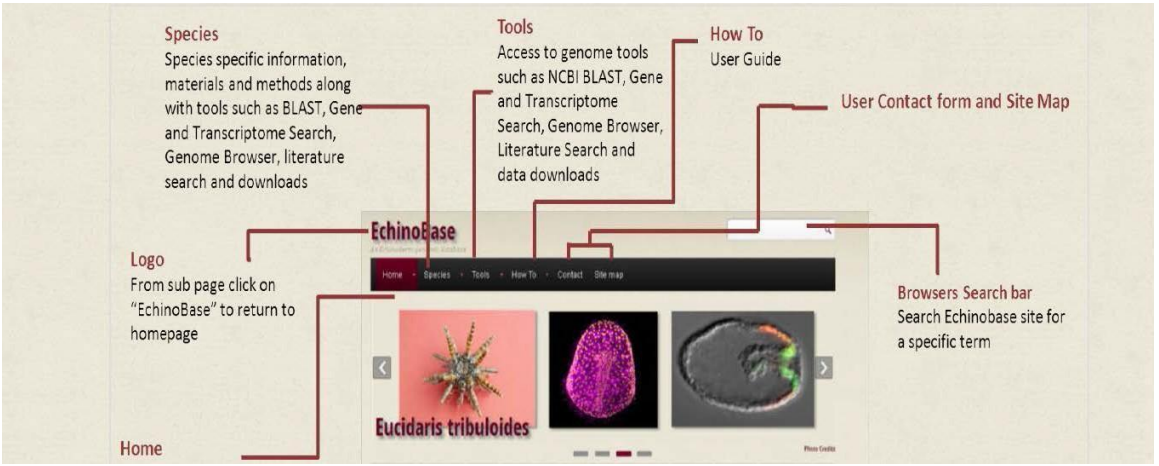 Species
Species specific information,
materials and methods along
with tools such as BLAST, Gene
and Transcriptome Search,
Genome Browser, literature
search and downloads
Tools
Access to genome tools
such as NCBI BLAST, Gene
and Transcriptome
Search, Genome Browser,
Literature Search and
data downloads
How To
User Guide
User Contact form and Site Map
Logo
From sub page click on
“EchinoBase” to return to
homepage
Home
EchinoBase
Home Species Tools How To Contact Site map
Eucidaris tribuloides
Photo Credits
Browsers Search bar
Search Echinobase site for
a specific term